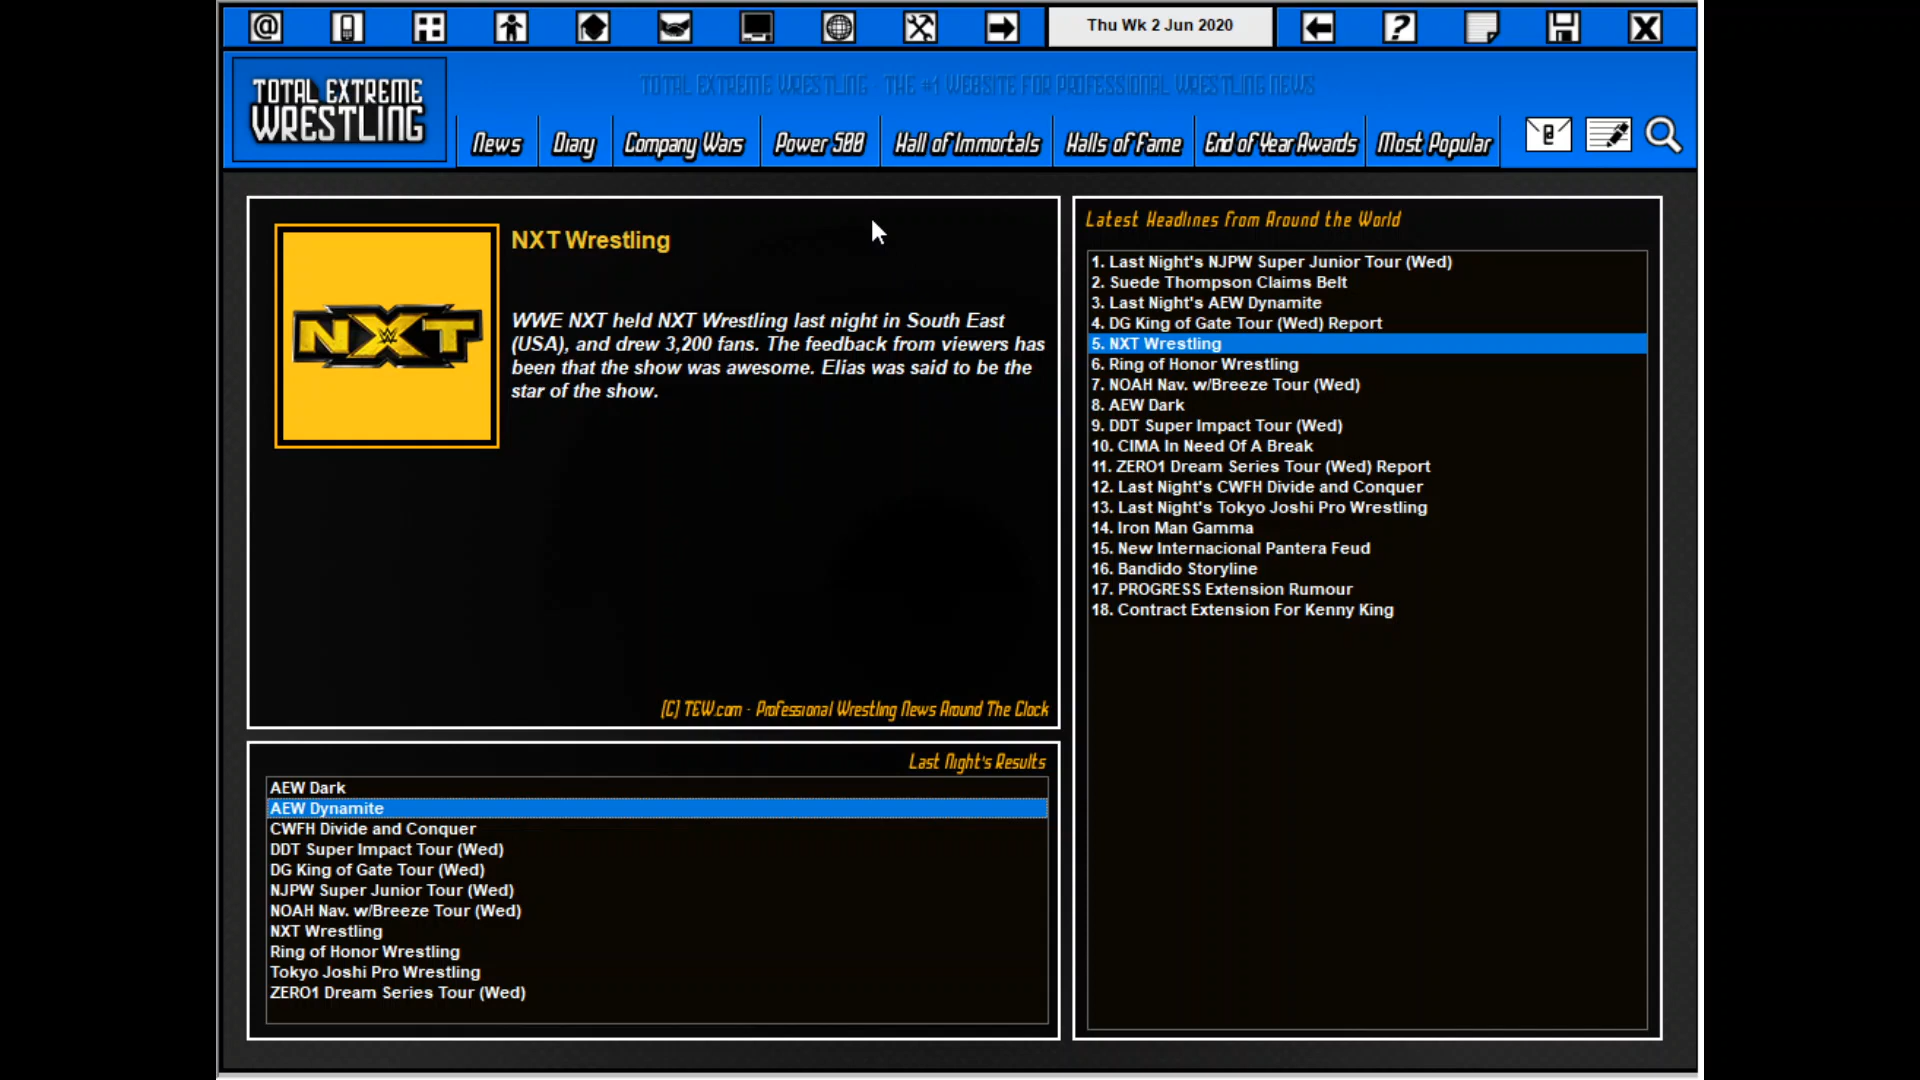 Thu Wk 2 Jun 2020
TOTAL EXTREME WRESTLING - THE #1 WEBSITE FOR PROFESSIONAL WRESTLING NEWS
TOTAL EXTREME
WRESTLING
News
Diary
Company Wars
Power 500
Hall of Immortals
Halls of Fame
End of Year Awards
Most Popular
NXT Wrestling
NXT
WWE NXT held NXT Wrestling last night in South East
(USA), and drew 3,200 fans. The feedback from viewers has
been that the show was awesome. Elias was said to be the
star of the show.
(C) TEW.com - Professional Wrestling News Around The Clock
Last Night's Results
AEW Dark
AEW Dynamite
CWFH Divide and Conquer
DDT Super Impact Tour (Wed)
DG King of Gate Tour (Wed)
NJPW Super Junior Tour (Wed)
NOAH Nav. w/Breeze Tour (Wed)
NXT Wrestling
Ring of Honor Wrestling
Tokyo Joshi Pro Wrestling
ZERO1 Dream Series Tour (Wed)
Latest Headlines From Around the World
1. Last Night's NJPW Super Junior Tour (Wed)
2. Suede Thompson Claims Belt
3. Last Night's AEW Dynamite
4. DG King of Gate Tour (Wed) Report
5. NXT Wrestling
6. Ring of Honor Wrestling
7. NOAH Nav. w/Breeze Tour (Wed)
8. AEW Dark
9. DDT Super Impact Tour (Wed)
10. CIMA In Need Of A Break
11. ZERO1 Dream Series Tour (Wed) Report
12. Last Night's CWFH Divide and Conquer
13. Last Night's Tokyo Joshi Pro Wrestling
14. Iron Man Gamma
15. New Internacional Pantera Feud
16. Bandido Storyline
17. PROGRESS Extension Rumour
18. Contract Extension For Kenny King